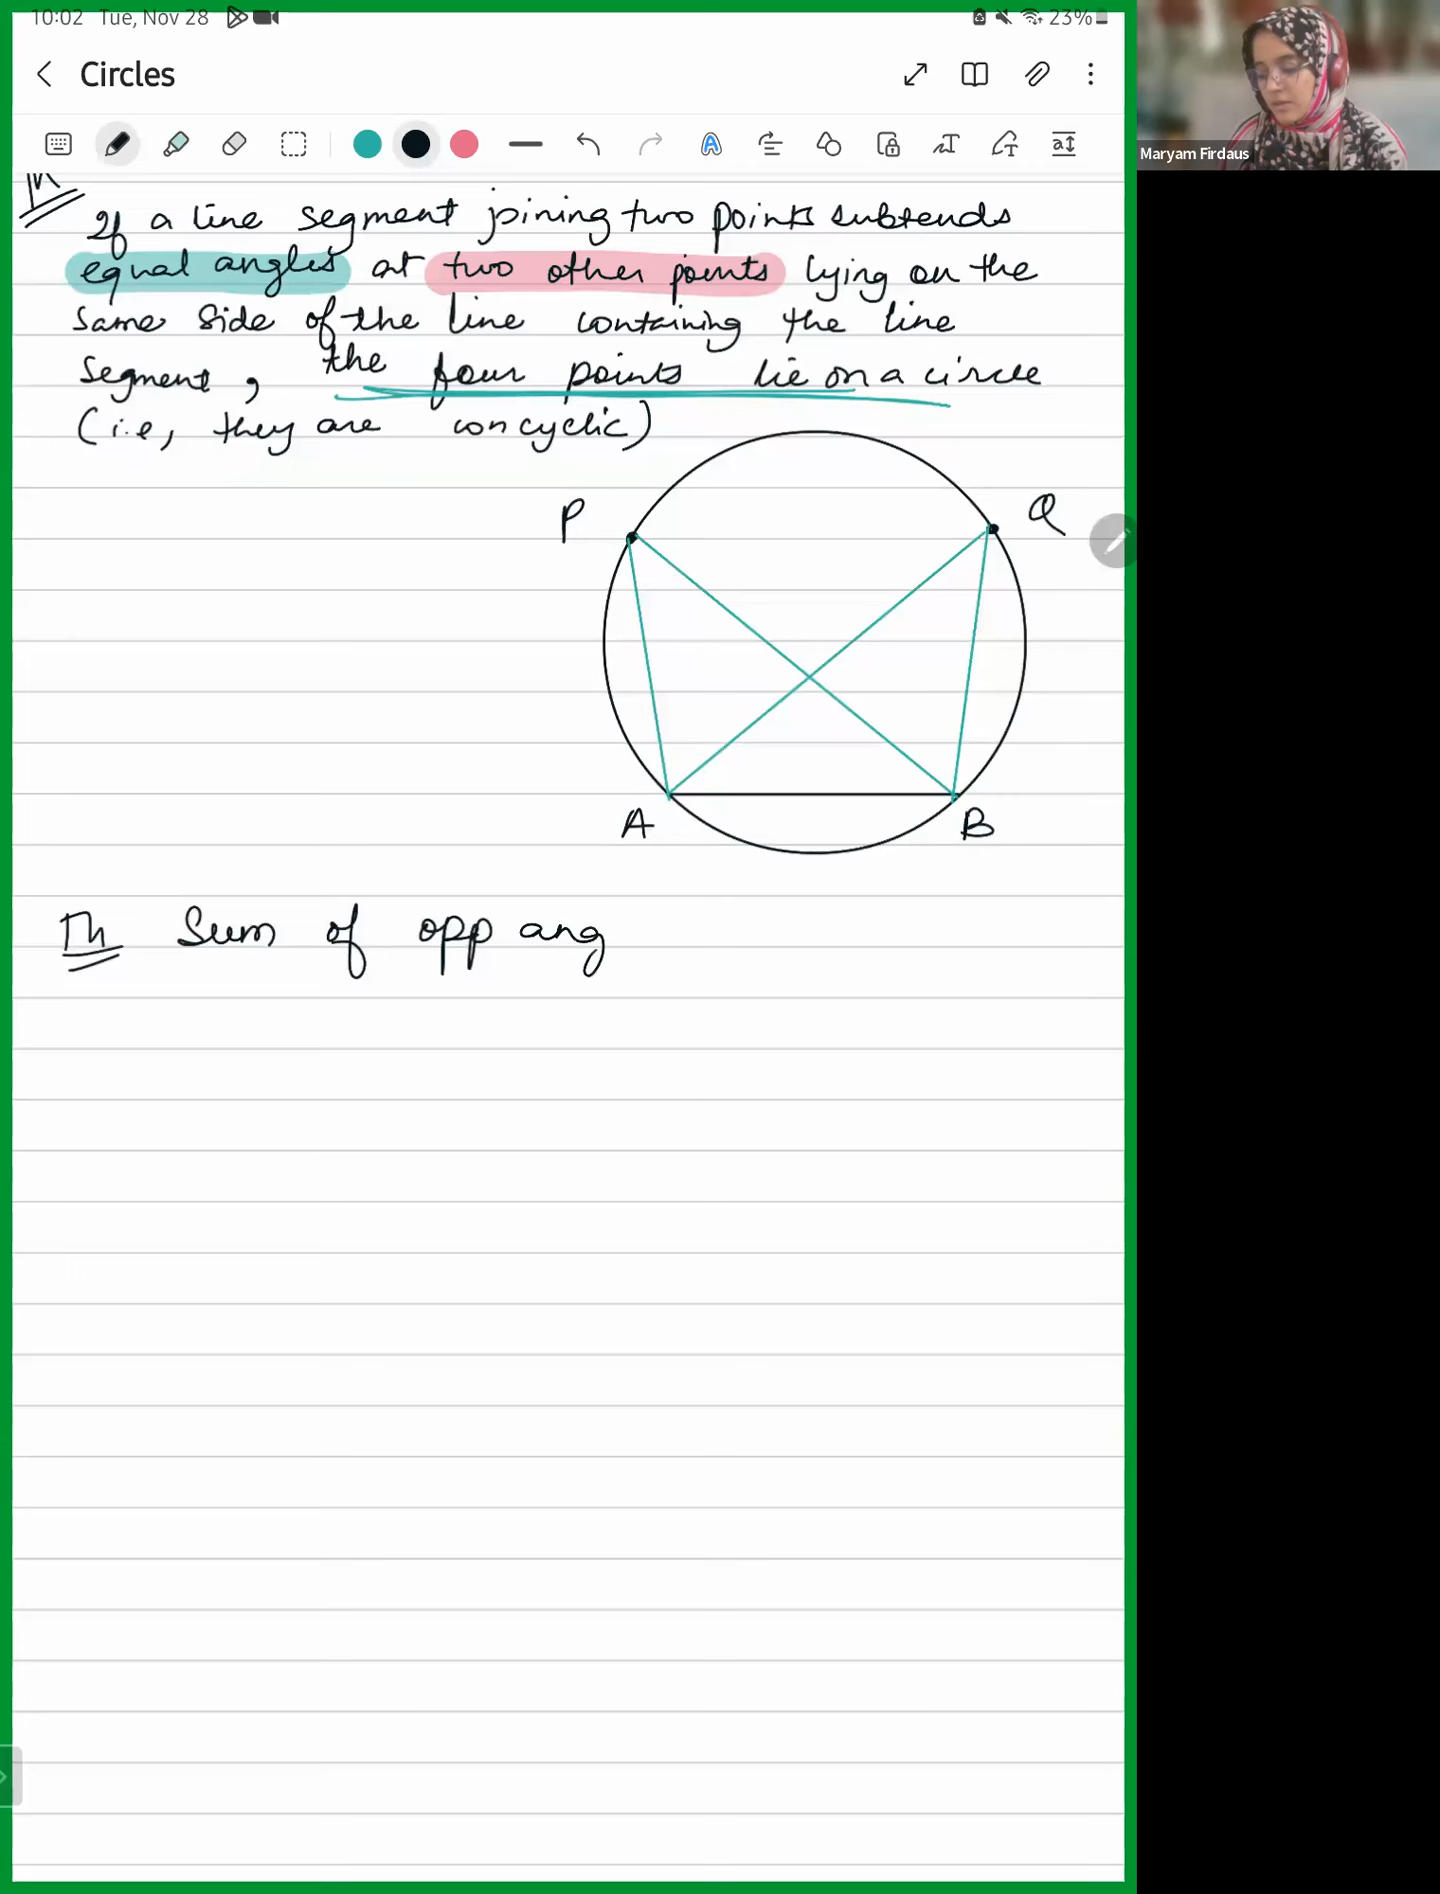 10:02 Tue, Nov 28
23%
Circles
Maryam Firdaus
Th
If a line segment joining two points subtends
equal angles at two other points lying on the
same side of the line containing the line
segment, the four points lie on a circle
(i.e, they are concyclic)
P
Q
A
B
Th Sum of opp ang